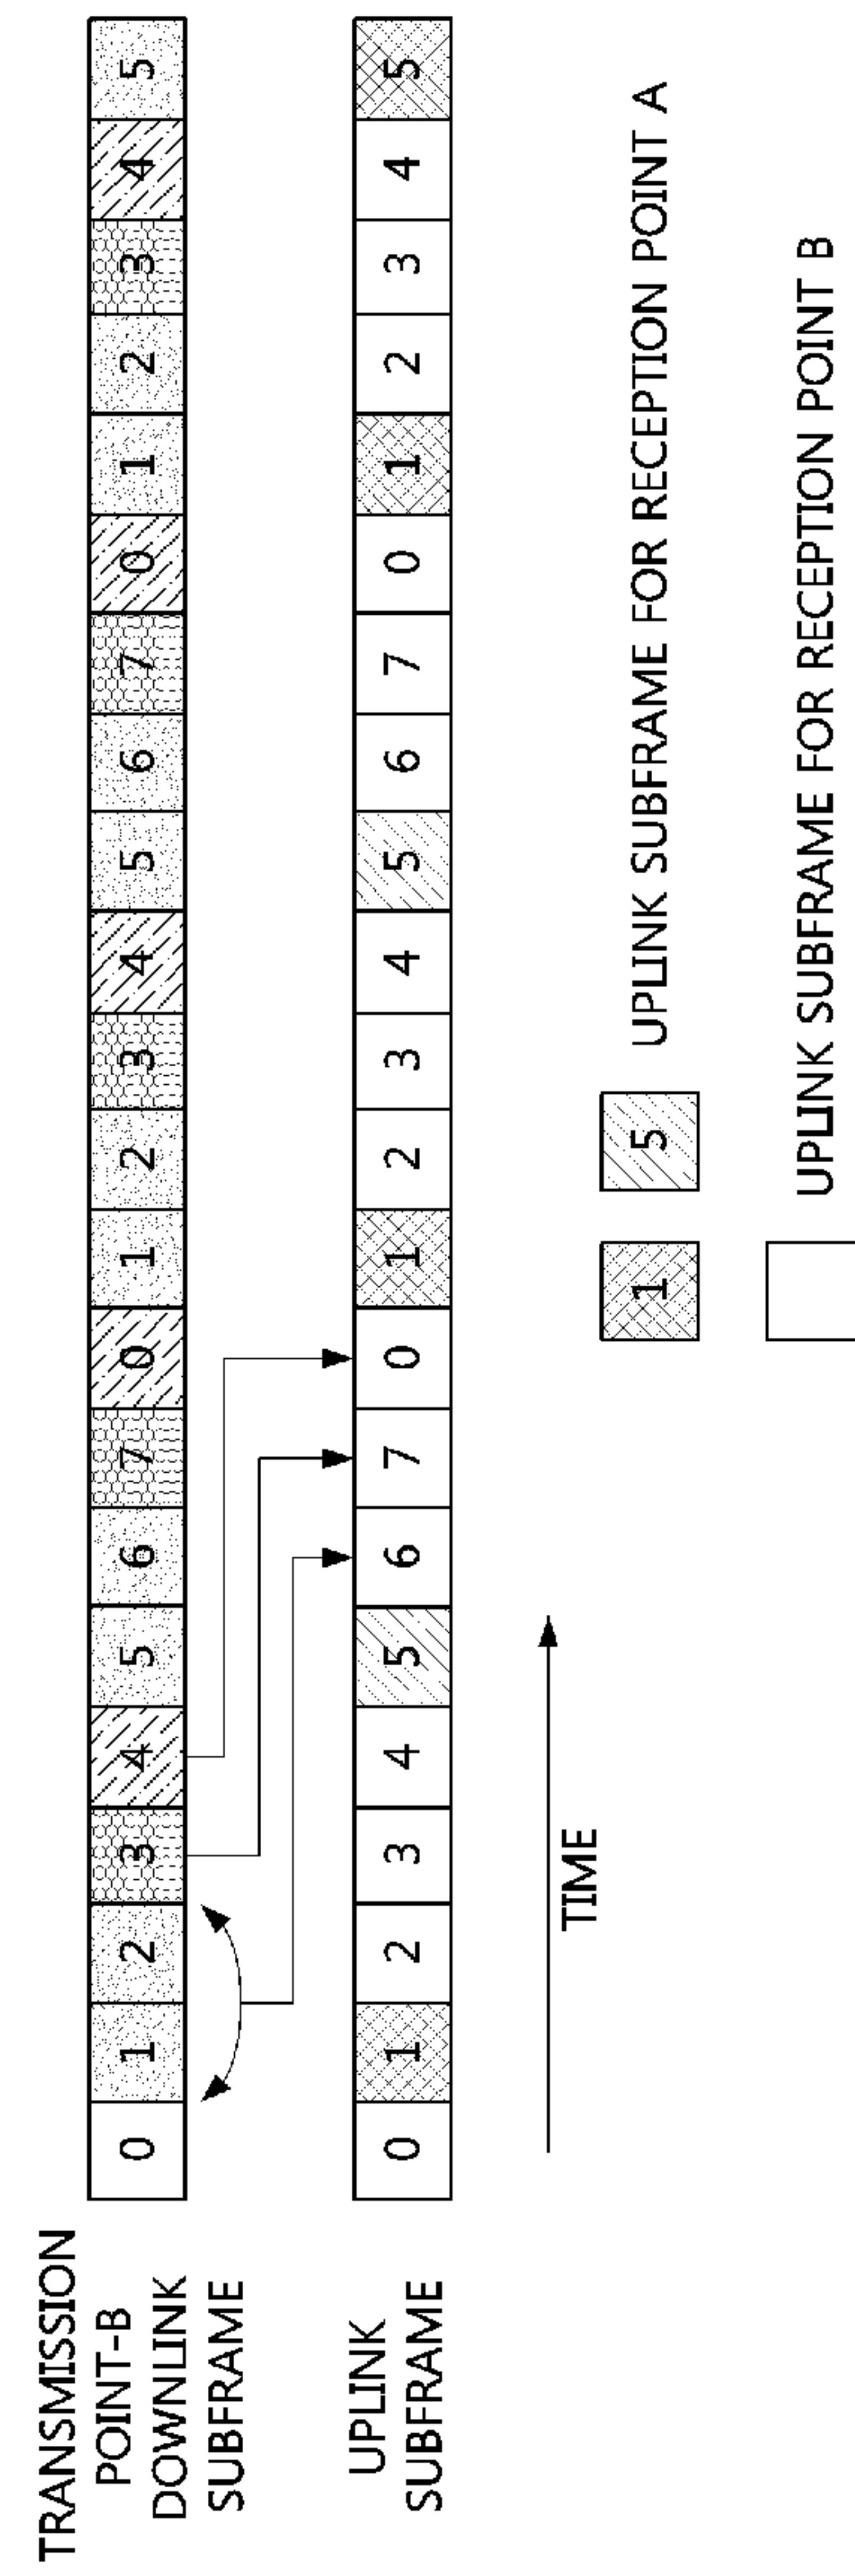 TRANSMISSION
POINT-B
DOWNLINK
SUBFRAME
0 1 2 3 4 5 6 7 0 1 2 3 4 5 6 7 0 1 2 3 4 5
UPLINK
SUBFRAME
0 1 2 3 4 5 6 7 0 1 2 3 4 5 6 7 0 1 2 3 4 5
TIME
1 5 UPLINK SUBFRAME FOR RECEPTION POINT A
UPLINK SUBFRAME FOR RECEPTION POINT B